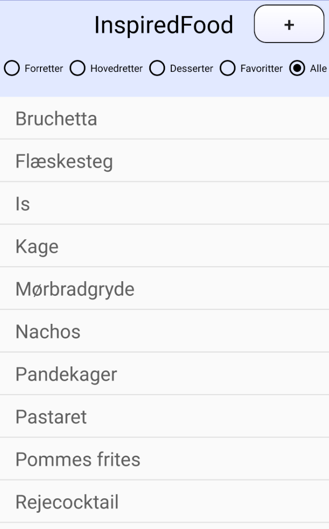 InspiredFood +
Forretter Hovedretter Desserter Favoritter Alle
Bruchetta
Flæskesteg
Is
Kage
Mørbradgryde
Nachos
Pandekager
Pastaret
Pommes frites
Rejecocktail